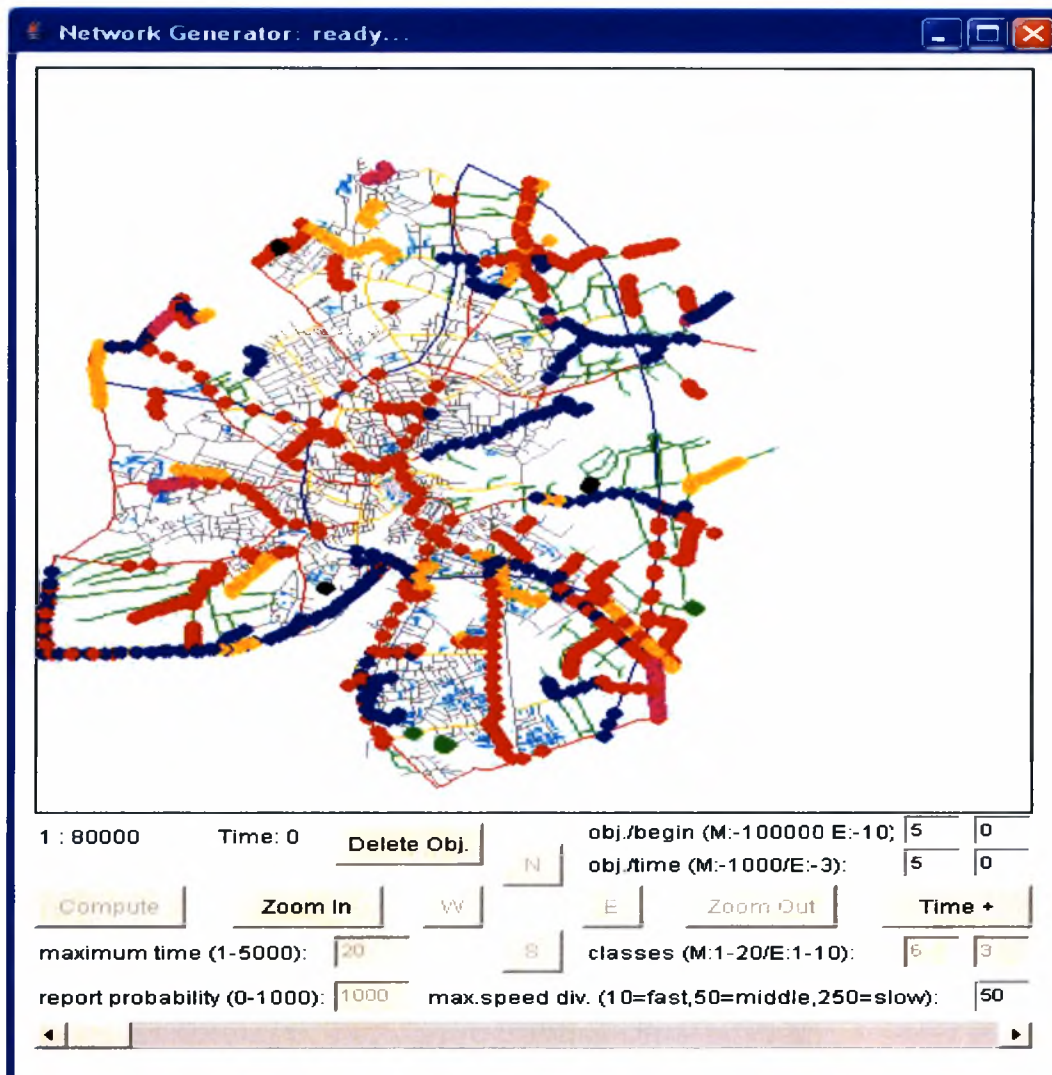 Network Generator: ready...
1 : 80000 Time: 0 Delete Obj. obj./begin (M:-100000 E:-10; 5 0
N obj./time (M:-1000/E:-3): 5 0
Compute Zoom In W E Zoom Out Time +
maximum time (1-5000): 20 S classes (M:1-20/E:1-10): 6 3
report probability (0-1000): 1000 max.speed div. (10=fast,50=middle,250=slow): 50